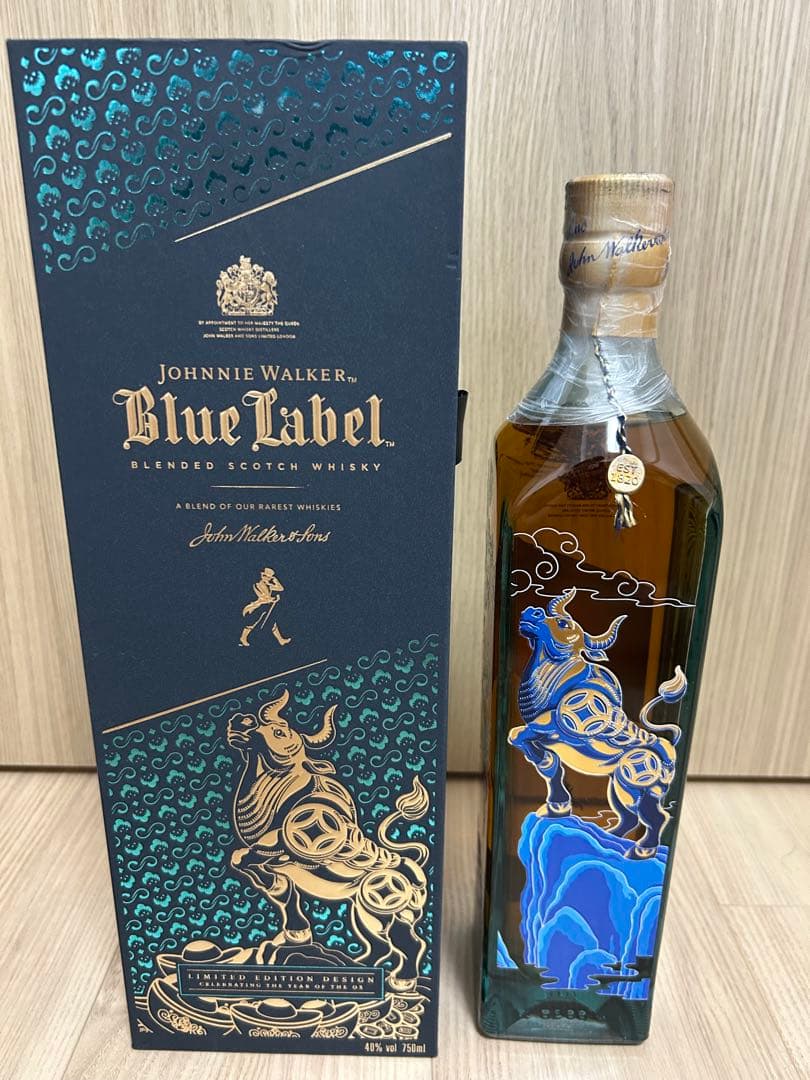 BY APPOINTMENT TO HER MAJESTY THE QUEEN
SCOTCH WHISKY DISTILLERS
JOHN WALKER AND SONS LIMITED LONDON
JOHNNIE WALKER™
Blue Label™
BLENDED SCOTCH WHISKY
A BLEND OF OUR RAREST WHISKIES
John Walker & Sons
LIMITED EDITION DESIGN
CELEBRATING THE YEAR OF THE OX
40% vol 750ml
John Walker
EST
1820